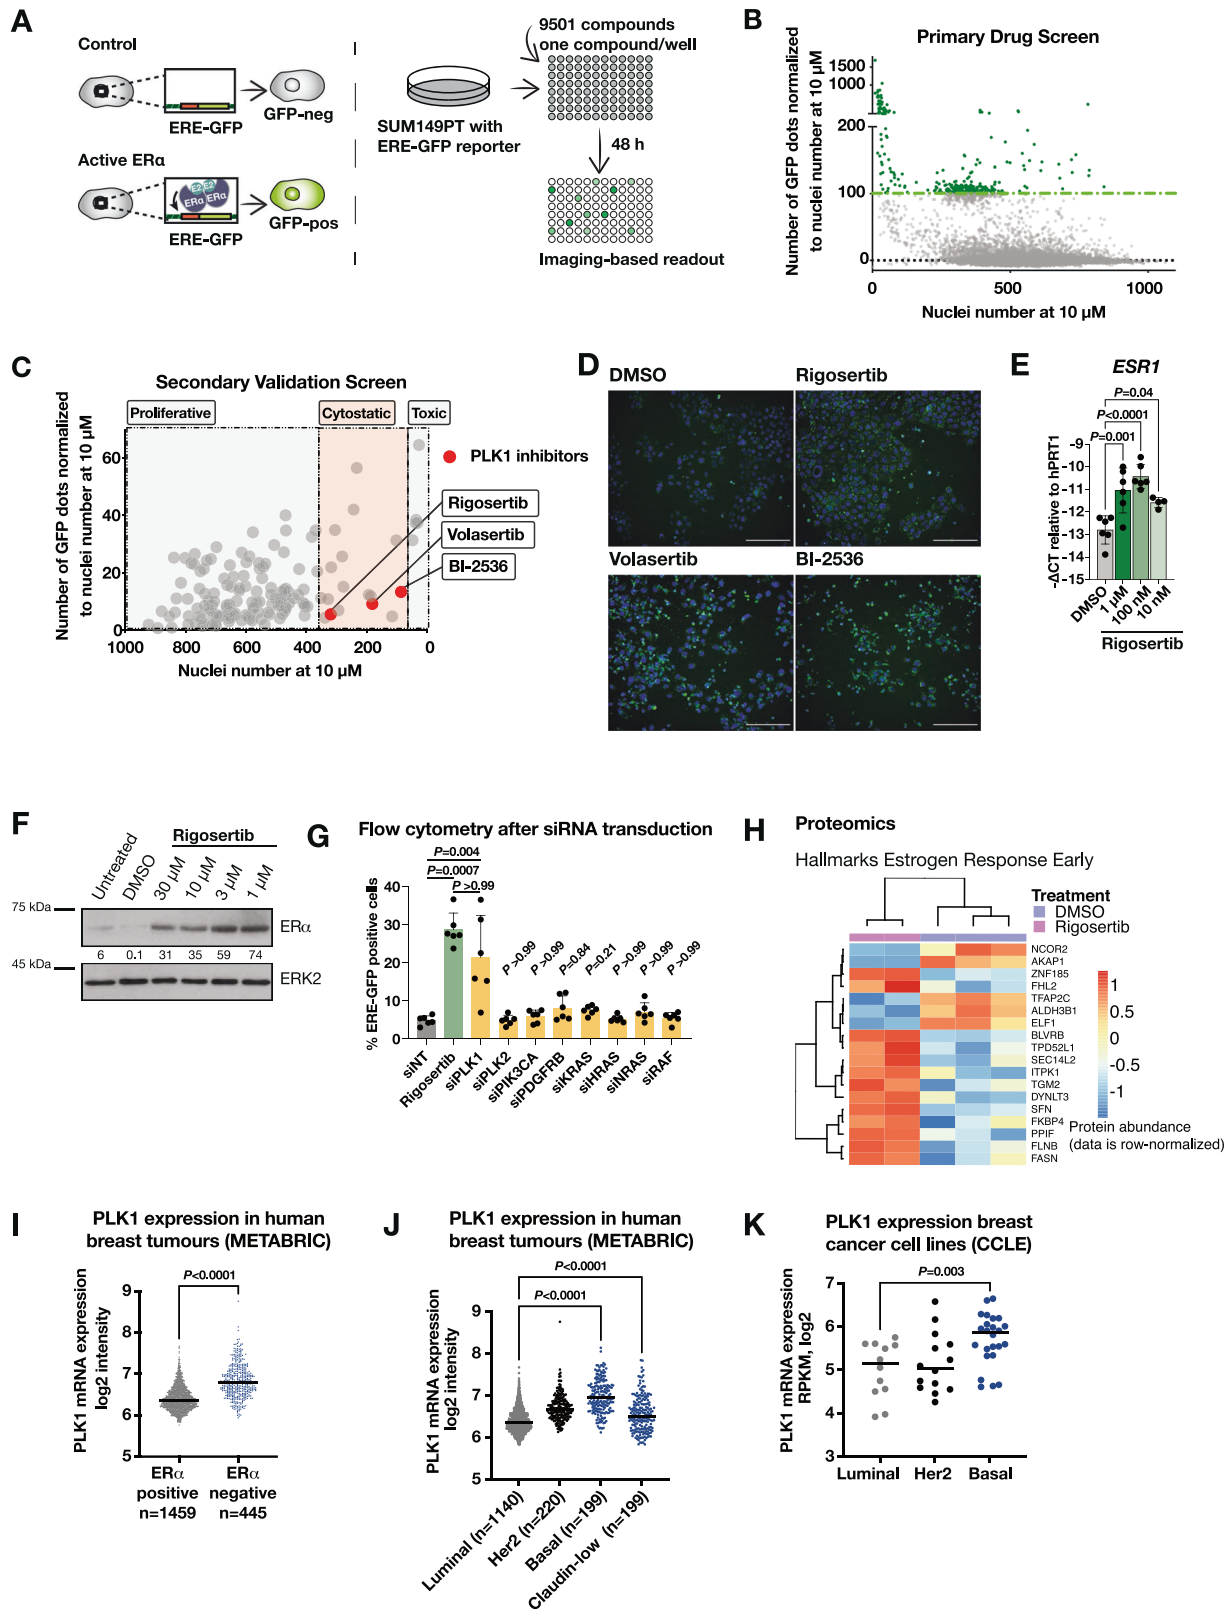 A
Control
ERE-GFP
GFP-neg
Active ERα
E2
E2
ERα
ERα
ERE-GFP
GFP-pos
9501 compounds
one compound/well
SUM149PT with
ERE-GFP reporter
48 h
Imaging-based readout
B
Primary Drug Screen
Number of GFP dots normalized
to nuclei number at 10 µM
1500
1000
200
100
0
0
500
1000
Nuclei number at 10 µM
C
Secondary Validation Screen
Proliferative
Cytostatic
Toxic
PLK1 inhibitors
Rigosertib
Volasertib
BI-2536
Number of GFP dots normalized
to nuclei number at 10 µM
60
40
20
0
1000
800
600
400
200
0
Nuclei number at 10 µM
D
DMSO
Rigosertib
Volasertib
BI-2536
E
ESR1
P=0.04
P<0.0001
P=0.001
-ΔCT relative to hPRT1
-9
-10
-11
-12
-13
-14
-15
DMSO
1 µM
100 nM
10 nM
Rigosertib
F
Rigosertib
Untreated
DMSO
30 µM
10 µM
3 µM
1 µM
75 kDa
ERα
6 0.1 31 35 59 74
45 kDa
ERK2
G
Flow cytometry after siRNA transduction
P=0.004
P=0.0007
P >0.99
% ERE-GFP positive cells
40
30
20
10
0
P >0.99
P >0.99
P=0.84
P=0.21
P >0.99
P >0.99
P >0.99
siNT
Rigosertib
siPLK1
siPLK2
siPIK3CA
siPDGFRB
siKRAS
siHRAS
siNRAS
siRAF
H
Proteomics
Hallmarks Estrogen Response Early
Treatment
DMSO
Rigosertib
NCOR2
AKAP1
ZNF185
FHL2
TFAP2C
ALDH3B1
ELF1
BLVRB
TPD52L1
SEC14L2
ITPK1
TGM2
DYNLT3
SFN
FKBP4
PPIF
FLNB
FASN
1
0.5
0
-0.5
-1
Protein abundance
(data is row-normalized)
I
PLK1 expression in human
breast tumours (METABRIC)
P<0.0001
PLK1 mRNA expression
log2 intensity
9
8
7
6
5
ERα
positive
n=1459
ERα
negative
n=445
J
PLK1 expression in human
breast tumours (METABRIC)
P<0.0001
P<0.0001
PLK1 mRNA expression
log2 intensity
9
8
7
6
5
Luminal (n=1140)
Her2 (n=220)
Basal (n=199)
Claudin-low (n=199)
K
PLK1 expression breast
cancer cell lines (CCLE)
P=0.003
PLK1 mRNA expression
RPKM, log2
7
6
5
4
3
Luminal
Her2
Basal